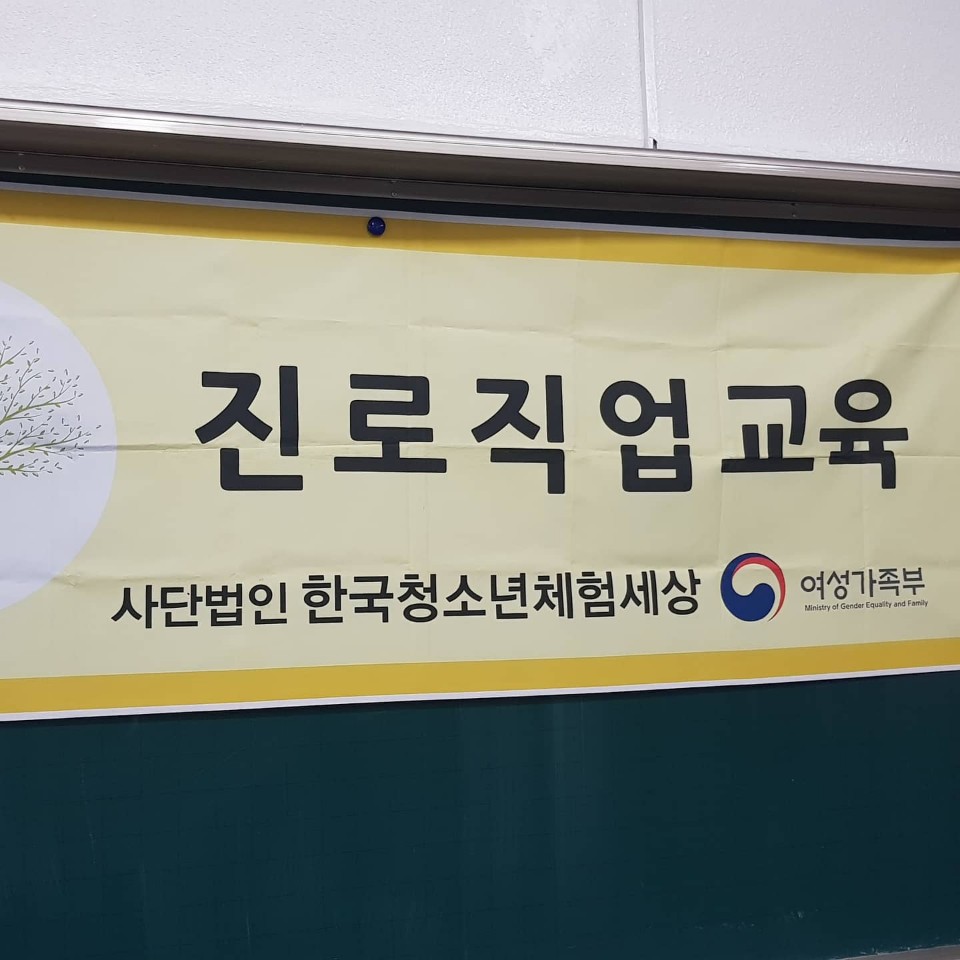 진로직업교육
사단법인 한국청소년체험세상 여성가족부
Ministry of Gender Equality and Family